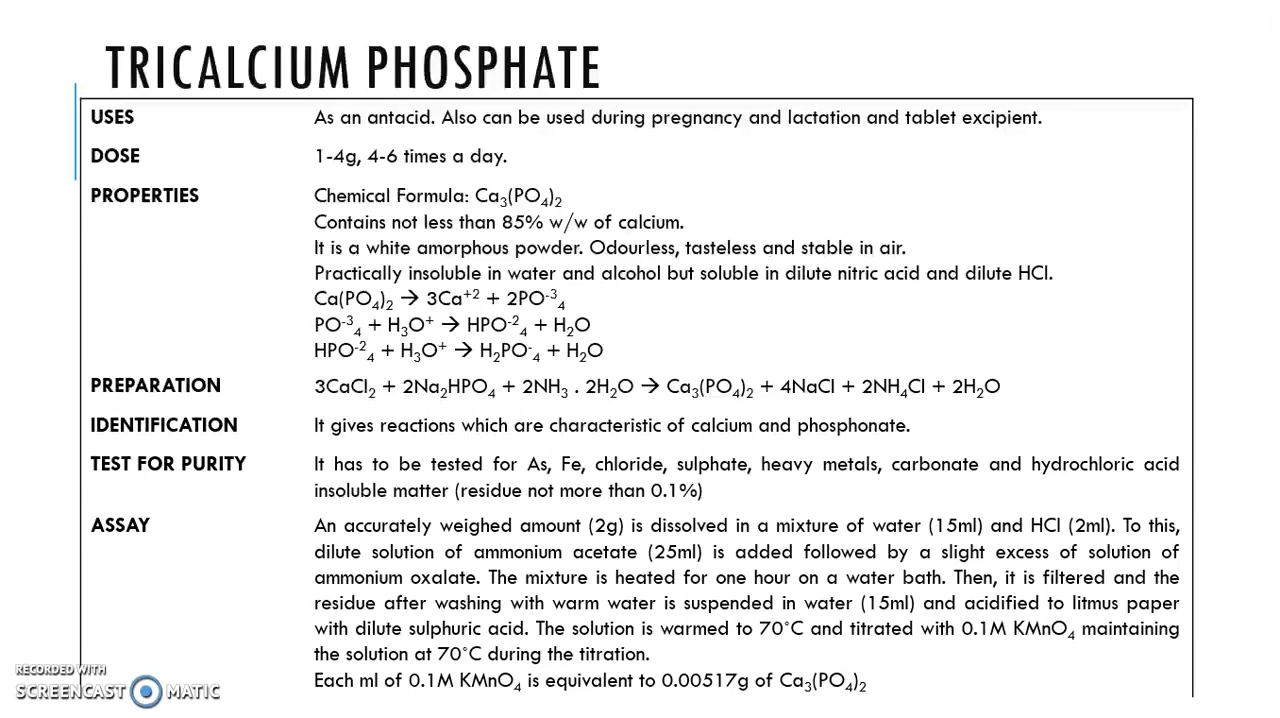 TRICALCIUM PHOSPHATE
USES As an antacid. Also can be used during pregnancy and lactation and tablet excipient.
DOSE 1-4g, 4-6 times a day.
PROPERTIES Chemical Formula: Ca₃(PO₄)₂
Contains not less than 85% w/w of calcium.
It is a white amorphous powder. Odourless, tasteless and stable in air.
Practically insoluble in water and alcohol but soluble in dilute nitric acid and dilute HCl.
Ca(PO₄)₂ → 3Ca⁺² + 2PO⁻³₄
PO⁻³₄ + H₃O⁺ → HPO⁻²₄ + H₂O
HPO⁻²₄ + H₃O⁺ → H₂PO⁻₄ + H₂O
PREPARATION 3CaCl₂ + 2Na₂HPO₄ + 2NH₃ . 2H₂O → Ca₃(PO₄)₂ + 4NaCl + 2NH₄Cl + 2H₂O
IDENTIFICATION It gives reactions which are characteristic of calcium and phosphonate.
TEST FOR PURITY It has to be tested for As, Fe, chloride, sulphate, heavy metals, carbonate and hydrochloric acid
insoluble matter (residue not more than 0.1%)
ASSAY An accurately weighed amount (2g) is dissolved in a mixture of water (15ml) and HCl (2ml). To this,
dilute solution of ammonium acetate (25ml) is added followed by a slight excess of solution of
ammonium oxalate. The mixture is heated for one hour on a water bath. Then, it is filtered and the
residue after washing with warm water is suspended in water (15ml) and acidified to litmus paper
with dilute sulphuric acid. The solution is warmed to 70˚C and titrated with 0.1M KMnO₄ maintaining
the solution at 70˚C during the titration.
Each ml of 0.1M KMnO₄ is equivalent to 0.00517g of Ca₃(PO₄)₂
RECORDED WITH
SCREENCAST MATIC